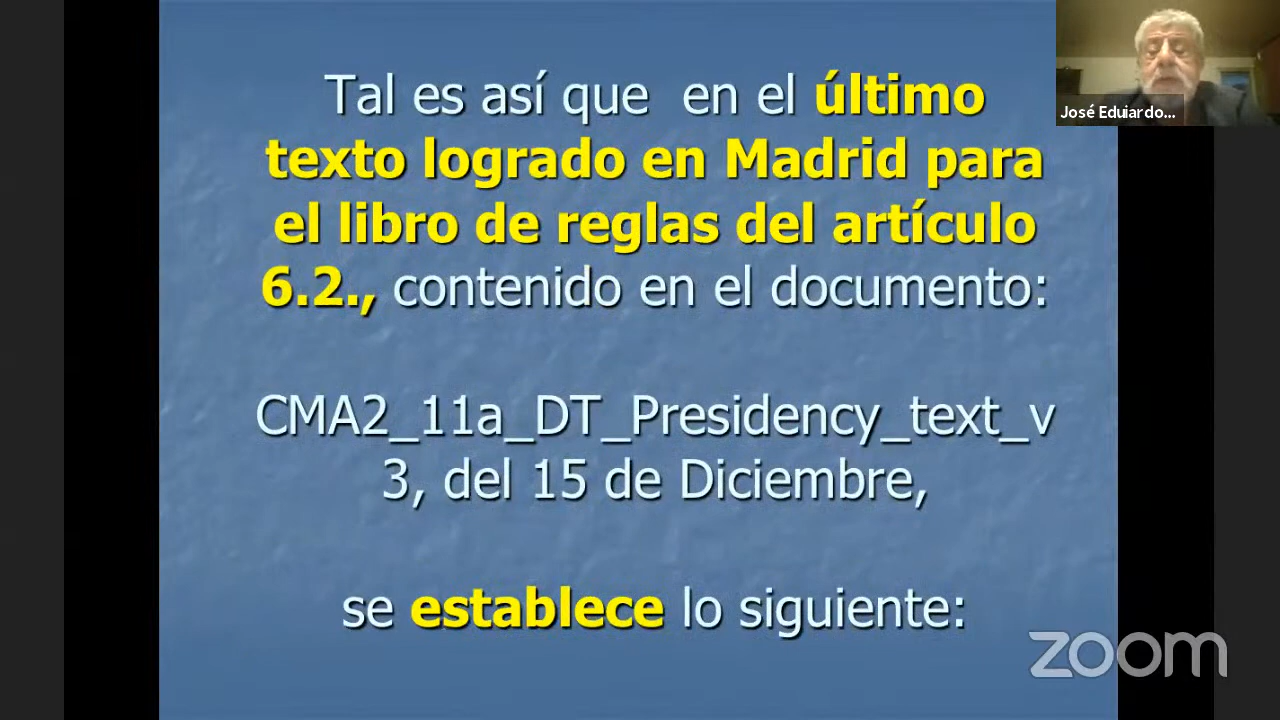 Tal es así que en el último
texto logrado en Madrid para
el libro de reglas del artículo
6.2., contenido en el documento:
CMA2_11a_DT_Presidency_text_v
3, del 15 de Diciembre,
se establece lo siguiente:
José Eduiardo...
zoom